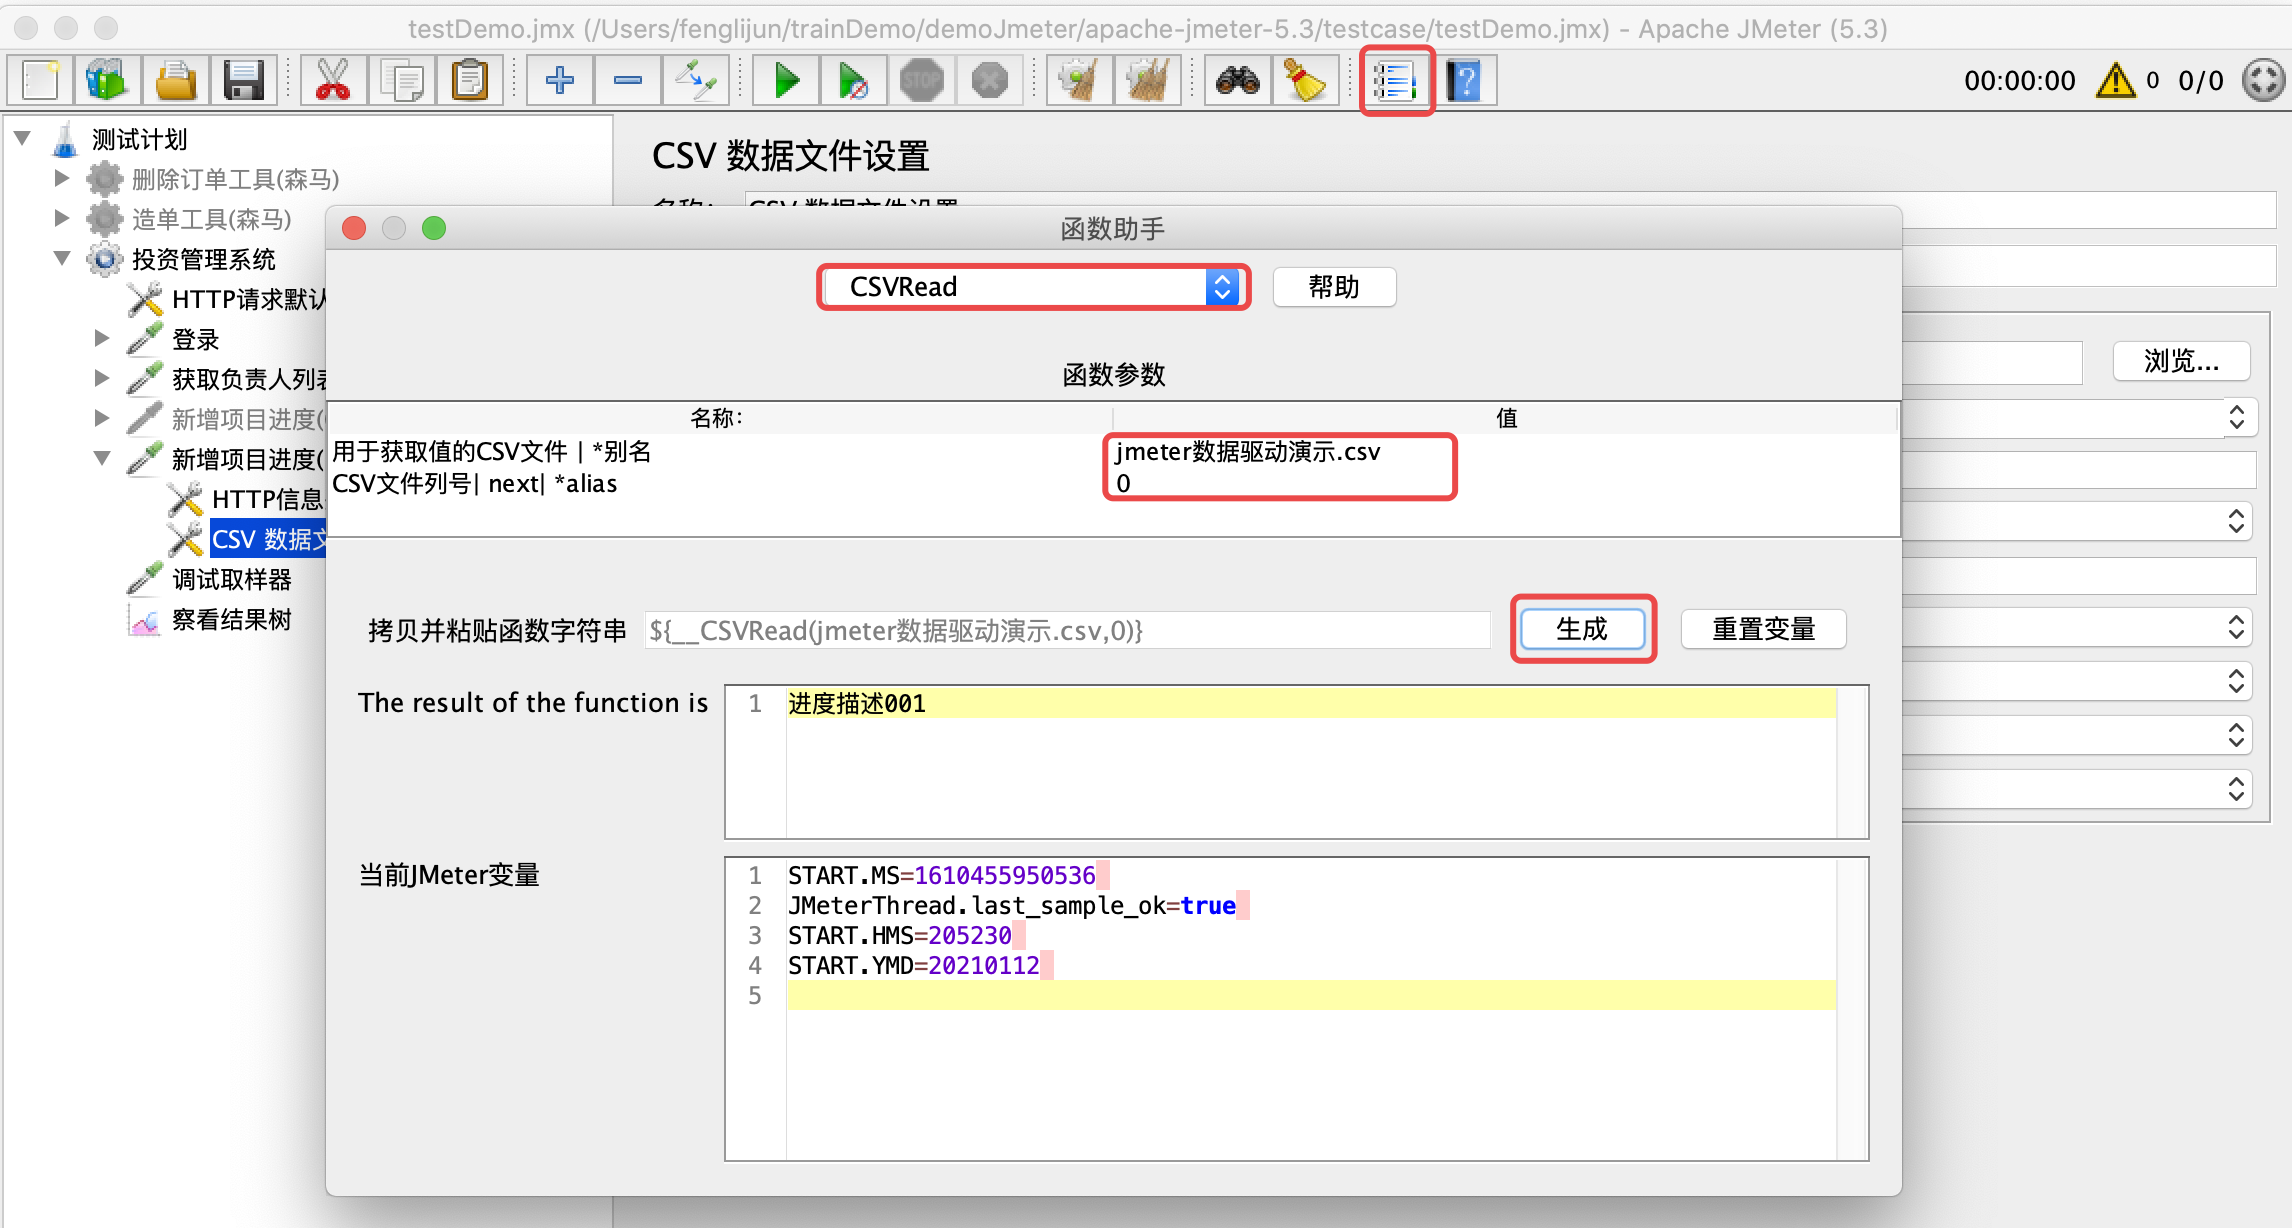 testDemo.jmx (/Users/fenglijun/trainDemo/demoJmeter/apache-jmeter-5.3/testcase/testDemo.jmx) - Apache JMeter (5.3)
STOP
00:00:00
0
0/0
测试计划
删除订单工具(森马)
造单工具(森马)
投资管理系统
HTTP请求默认
登录
获取负责人列表
新增项目进度(
新增项目进度(
HTTP信息
CSV 数据文
调试取样器
察看结果树
CSV 数据文件设置
名称: CSV 数据文件设置
浏览...
函数助手
CSVRead
帮助
函数参数
名称:
值
用于获取值的CSV文件 | *别名
jmeter数据驱动演示.csv
CSV文件列号| next| *alias
0
拷贝并粘贴函数字符串
${__CSVRead(jmeter数据驱动演示.csv,0)}
生成
重置变量
The result of the function is
1 进度描述001
当前JMeter变量
1 START.MS=1610455950536
2 JMeterThread.last_sample_ok=true
3 START.HMS=205230
4 START.YMD=20210112
5